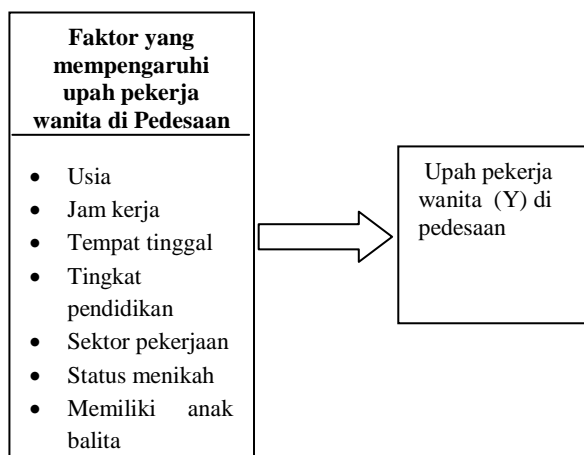 Faktor yang
mempengaruhi
upah pekerja
wanita di Pedesaan
• Usia
• Jam kerja
• Tempat tinggal
• Tingkat
pendidikan
• Sektor pekerjaan
• Status menikah
• Memiliki anak
balita
Upah pekerja
wanita (Y) di
pedesaan